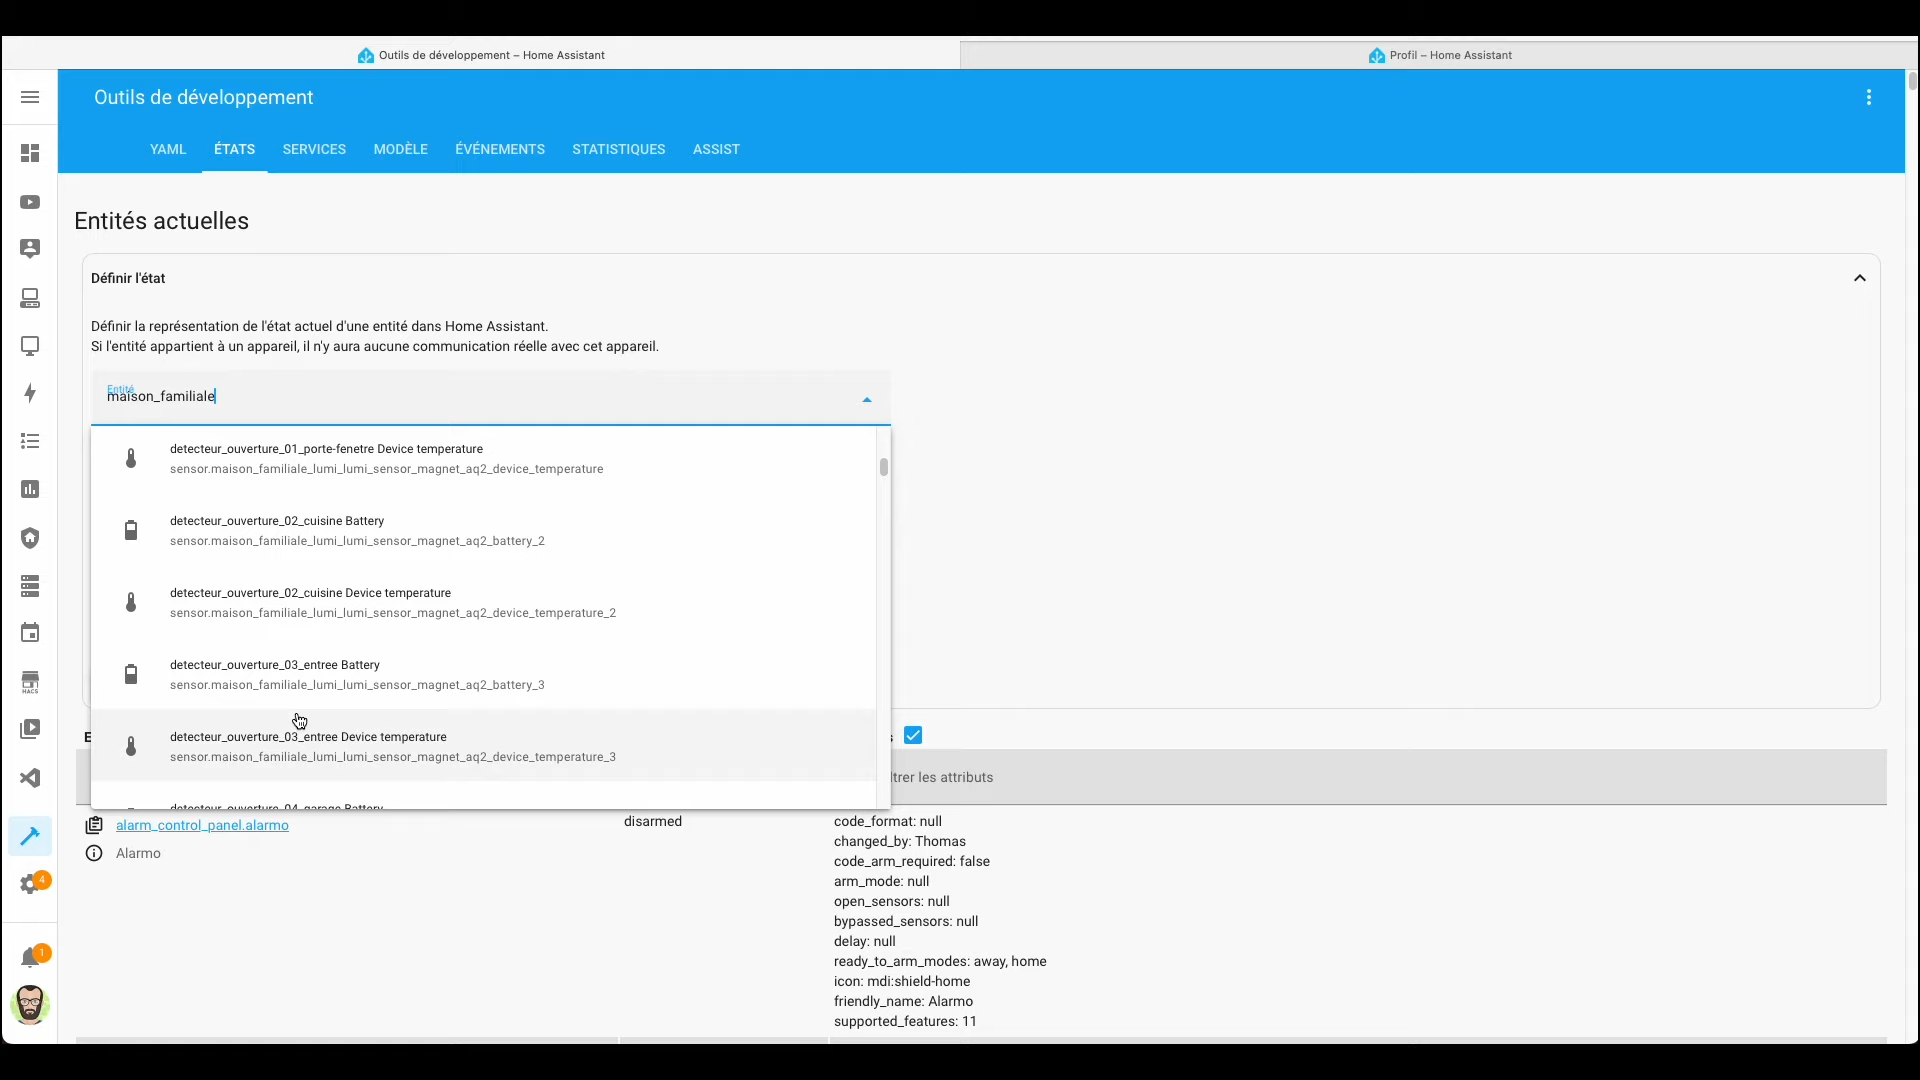 Outils de développement – Home Assistant
Profil – Home Assistant
Outils de développement
YAML
ÉTATS
SERVICES
MODÈLE
ÉVÉNEMENTS
STATISTIQUES
ASSIST
Entités actuelles
Définir l'état
Définir la représentation de l'état actuel d'une entité dans Home Assistant.
Si l'entité appartient à un appareil, il n'y aura aucune communication réelle avec cet appareil.
Entité
maison_familiale
detecteur_ouverture_01_porte-fenetre Device temperature
sensor.maison_familiale_lumi_lumi_sensor_magnet_aq2_device_temperature
detecteur_ouverture_02_cuisine Battery
sensor.maison_familiale_lumi_lumi_sensor_magnet_aq2_battery_2
detecteur_ouverture_02_cuisine Device temperature
sensor.maison_familiale_lumi_lumi_sensor_magnet_aq2_device_temperature_2
detecteur_ouverture_03_entree Battery
sensor.maison_familiale_lumi_lumi_sensor_magnet_aq2_battery_3
detecteur_ouverture_03_entree Device temperature
sensor.maison_familiale_lumi_lumi_sensor_magnet_aq2_device_temperature_3
detecteur_ouverture_04_garage Battery
E
s
trer les attributs
alarm_control_panel.alarmo
Alarmo
disarmed
code_format: null
changed_by: Thomas
code_arm_required: false
arm_mode: null
open_sensors: null
bypassed_sensors: null
delay: null
ready_to_arm_modes: away, home
icon: mdi:shield-home
friendly_name: Alarmo
supported_features: 11
HACS
4
1